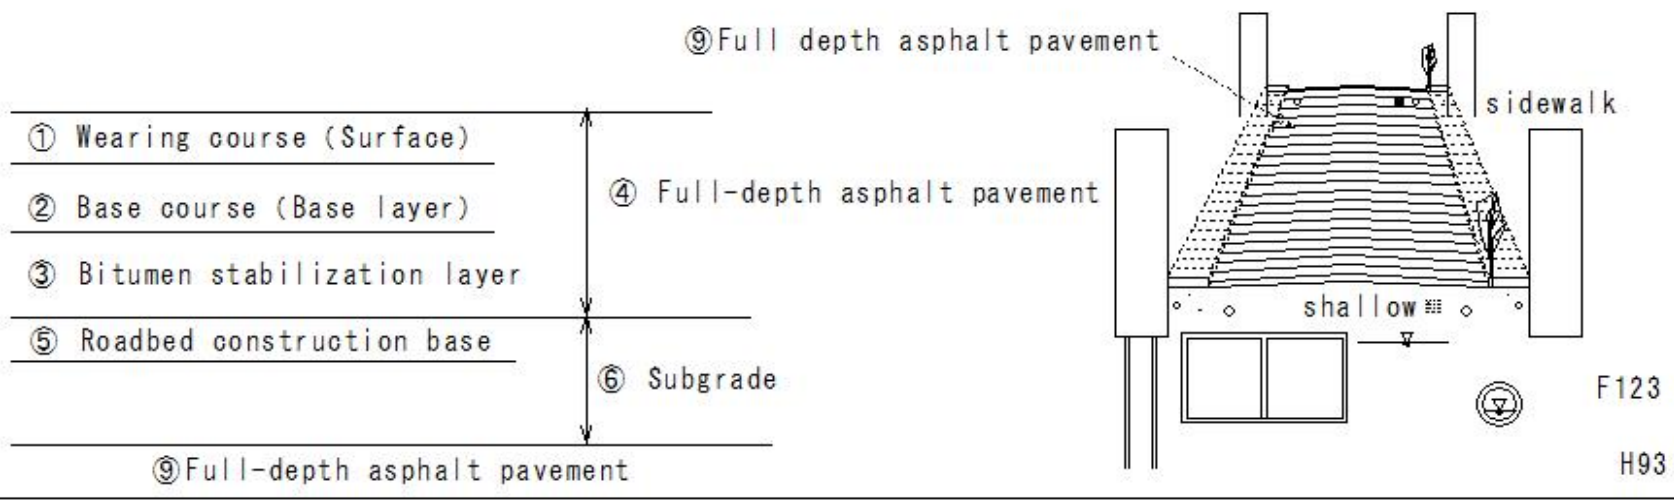 ⑨Full depth asphalt pavement
sidewalk
① Wearing course (Surface)
② Base course (Base layer)
④ Full-depth asphalt pavement
③ Bitumen stabilization layer
shallow
⑤ Roadbed construction base
⑥ Subgrade
F123
⑨Full-depth asphalt pavement
H93